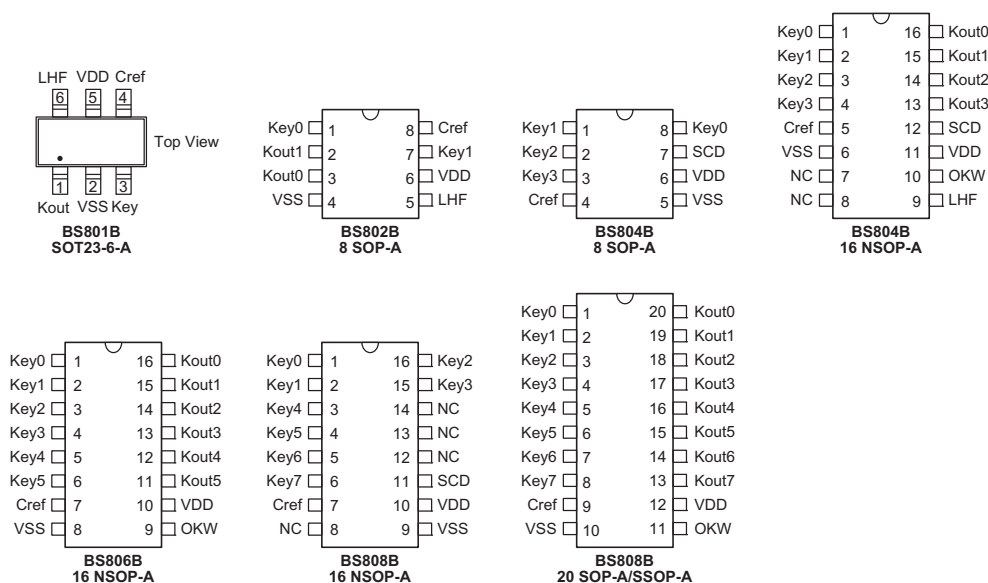 LHF VDD Cref
6 5 4
Top View
1 2 3
Kout VSS Key
BS801B
SOT23-6-A
Key0 1 8 Cref
Kout1 2 7 Key1
Kout0 3 6 VDD
VSS 4 5 LHF
BS802B
8 SOP-A
Key1 1 8 Key0
Key2 2 7 SCD
Key3 3 6 VDD
Cref 4 5 VSS
BS804B
8 SOP-A
Key0 1 16 Kout0
Key1 2 15 Kout1
Key2 3 14 Kout2
Key3 4 13 Kout3
Cref 5 12 SCD
VSS 6 11 VDD
NC 7 10 OKW
NC 8 9 LHF
BS804B
16 NSOP-A
Key0 1 16 Kout0
Key1 2 15 Kout1
Key2 3 14 Kout2
Key3 4 13 Kout3
Key4 5 12 Kout4
Key5 6 11 Kout5
Cref 7 10 VDD
VSS 8 9 OKW
BS806B
16 NSOP-A
Key0 1 16 Key2
Key1 2 15 Key3
Key4 3 14 NC
Key5 4 13 NC
Key6 5 12 NC
Key7 6 11 SCD
Cref 7 10 VDD
NC 8 9 VSS
BS808B
16 NSOP-A
Key0 1 20 Kout0
Key1 2 19 Kout1
Key2 3 18 Kout2
Key3 4 17 Kout3
Key4 5 16 Kout4
Key5 6 15 Kout5
Key6 7 14 Kout6
Key7 8 13 Kout7
Cref 9 12 VDD
VSS 10 11 OKW
BS808B
20 SOP-A/SSOP-A